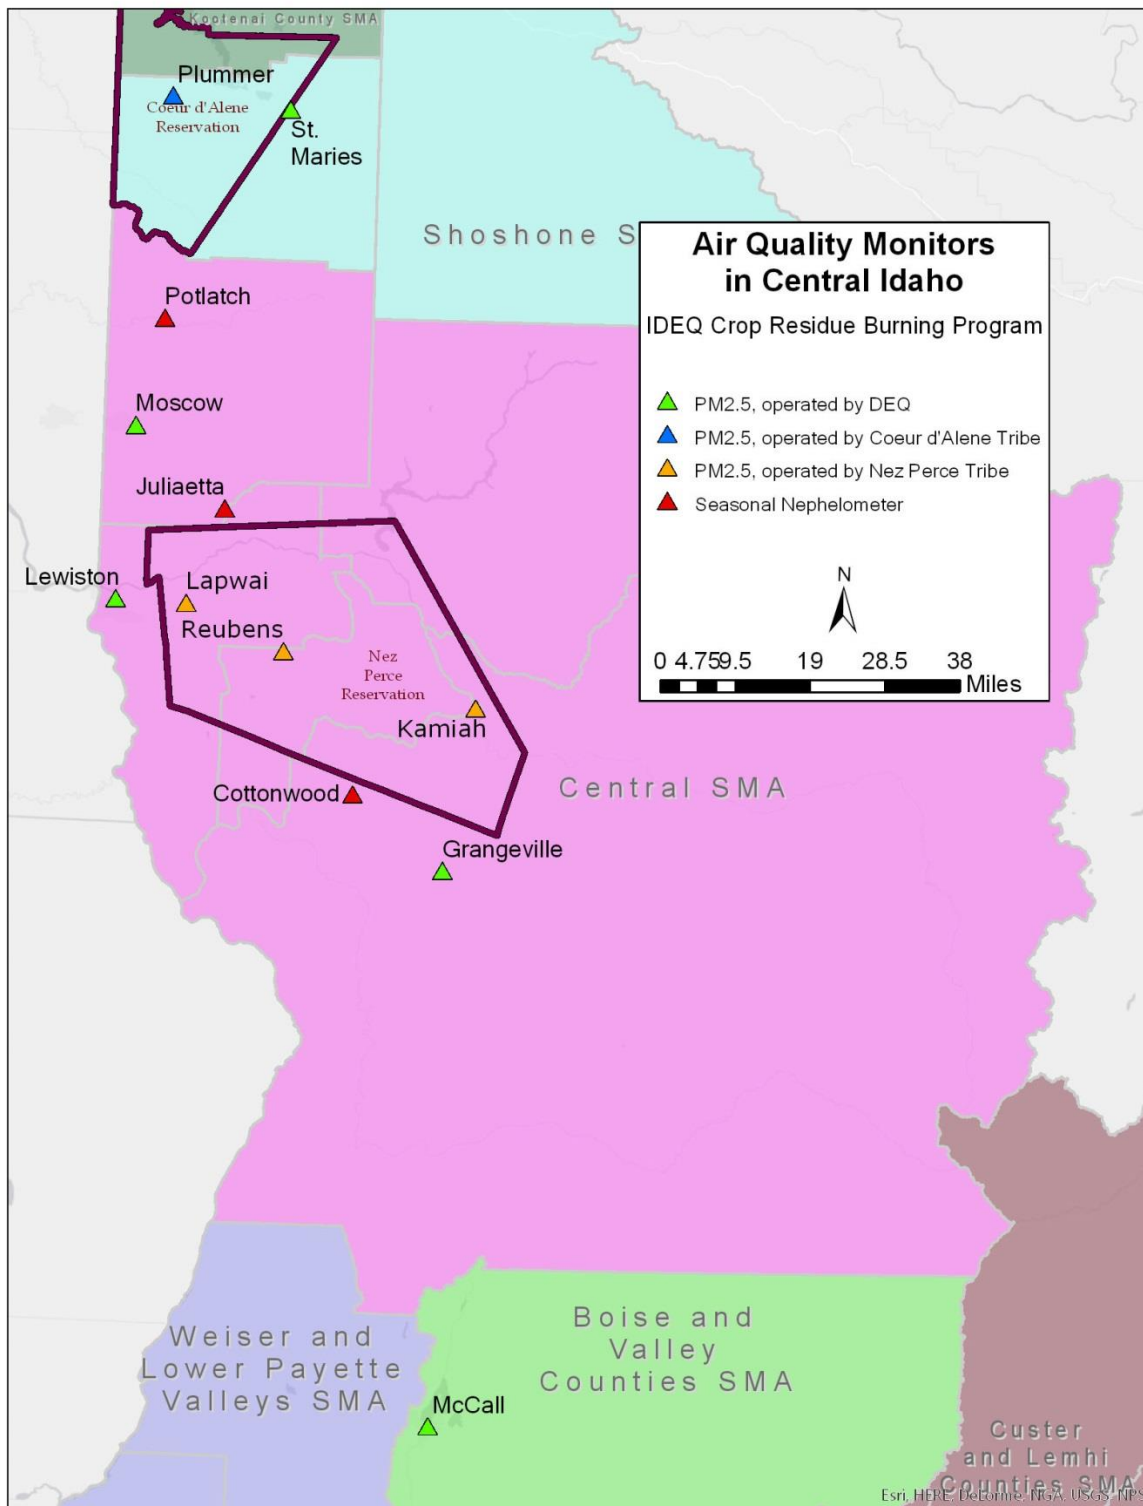 Kootenai County SMA
Plummer
Coeur d'Alene
Reservation
St.
Maries
Shoshone S
Air Quality Monitors
in Central Idaho
IDEQ Crop Residue Burning Program
PM2.5, operated by DEQ
PM2.5, operated by Coeur d'Alene Tribe
PM2.5, operated by Nez Perce Tribe
Seasonal Nephelometer
N
0 4.75 9.5 19 28.5 38
Miles
Potlatch
Moscow
Juliaetta
Lewiston
Lapwai
Reubens
Nez
Perce
Reservation
Kamiah
Central SMA
Cottonwood
Grangeville
Weiser and
Lower Payette
Valleys SMA
Boise and
Valley
Counties SMA
McCall
Custer
and Lemhi
Counties SMA
Esri, HERE, DeLorme, NGA, USGS, NPS